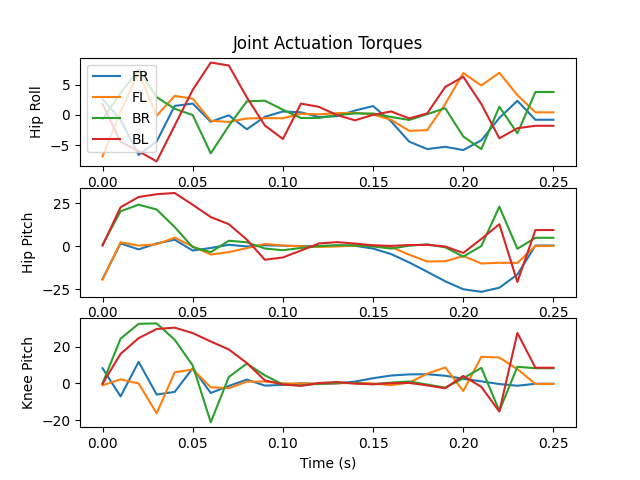 Joint Actuation Torques
Hip Roll
5
0
−5
FR
FL
BR
BL
0.00 0.05 0.10 0.15 0.20 0.25
Hip Pitch
25
0
−25
0.00 0.05 0.10 0.15 0.20 0.25
Knee Pitch
20
0
−20
0.00 0.05 0.10 0.15 0.20 0.25
Time (s)